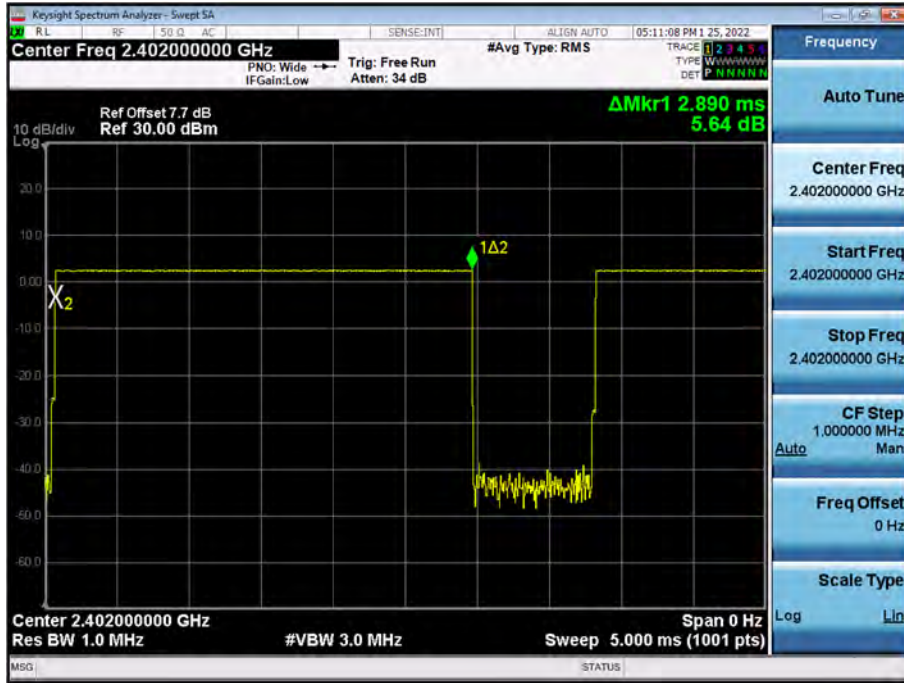 Keysight Spectrum Analyzer - Swept SA
RL RF 50 Ω AC SENSE:INT ALIGN AUTO 05:11:08 PM 1 25, 2022
Center Freq 2.402000000 GHz
PNO: Wide
IFGain:Low
Trig: Free Run
Atten: 34 dB
#Avg Type: RMS
TRACE 1 2 3 4 5
TYPE
DET P N N N N N
Frequency
Auto Tune
Center Freq
2.402000000 GHz
Start Freq
2.402000000 GHz
Stop Freq
2.402000000 GHz
CF Step
1.000000 MHz
Auto Man
Freq Offset
0 Hz
Scale Type
Log Lin
ΔMkr1 2.890 ms
5.64 dB
Ref Offset 7.7 dB
10 dB/div Ref 30.00 dBm
Log
20.0
10.0
0.00
-10.0
-20.0
-30.0
-40.0
-50.0
-60.0
1Δ2
X2
Center 2.402000000 GHz Span 0 Hz
Res BW 1.0 MHz #VBW 3.0 MHz Sweep 5.000 ms (1001 pts)
MSG STATUS